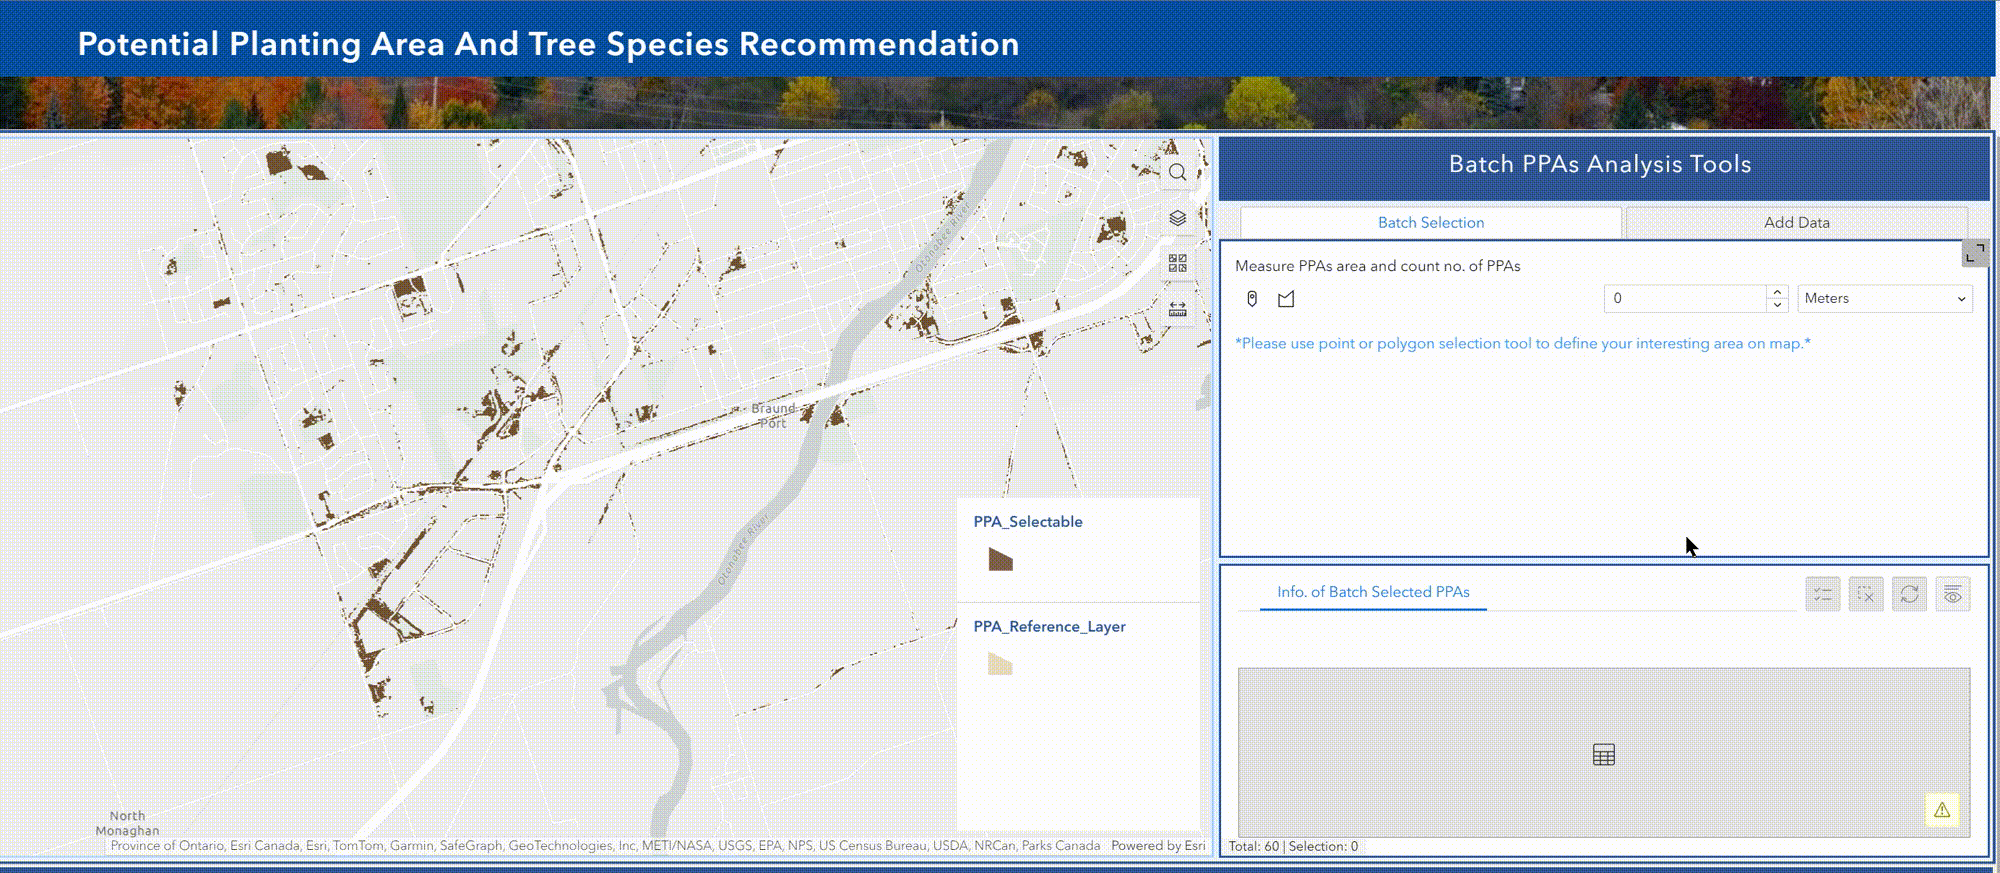 Potential Planting Area And Tree Species Recommendation
Batch PPAs Analysis Tools
Batch Selection
Add Data
Measure PPAs area and count no. of PPAs
0
Meters
*Please use point or polygon selection tool to define your interesting area on map.*
Otonabee River
Braund
Port
Otonabee River
PPA_Selectable
PPA_Reference_Layer
Info. of Batch Selected PPAs
North
Monaghan
Province of Ontario, Esri Canada, Esri, TomTom, Garmin, SafeGraph, GeoTechnologies, Inc, METI/NASA, USGS, EPA, NPS, US Census Bureau, USDA, NRCan, Parks Canada
Powered by Esri
Total: 60 | Selection: 0